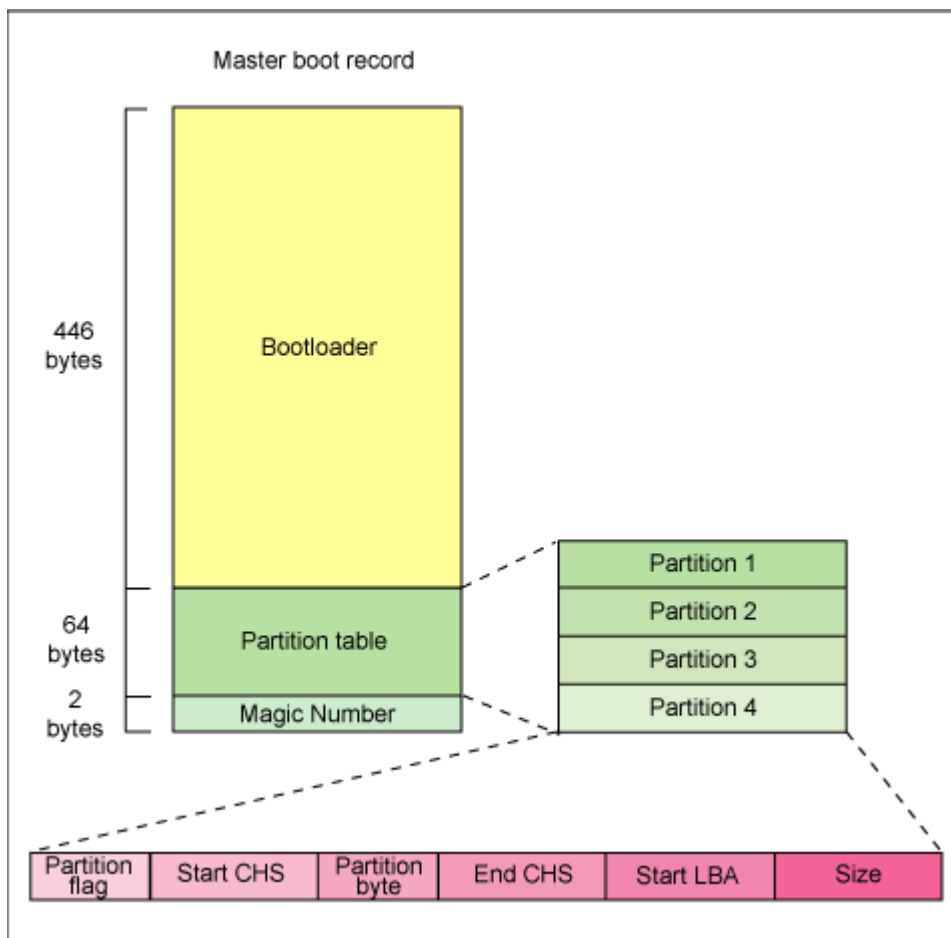 Master boot record
446
bytes
Bootloader
64
bytes
Partition table
2
bytes
Magic Number
Partition 1
Partition 2
Partition 3
Partition 4
Partition
flag
Start CHS
Partition
byte
End CHS
Start LBA
Size